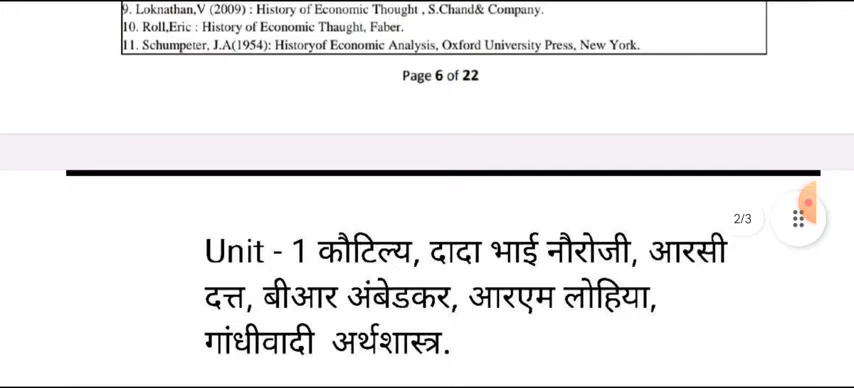 9. Loknathan,V (2009) : History of Economic Thought , S.Chand& Company.
10. Roll,Eric : History of Economic Thaught, Faber.
11. Schumpeter, J.A(1954): Historyof Economic Analysis, Oxford University Press, New York.
Page 6 of 22
2/3
Unit - 1 कौटिल्य, दादा भाई नौरोजी, आरसी
दत्त, बीआर अंबेडकर, आरएम लोहिया,
गांधीवादी अर्थशास्त्र.